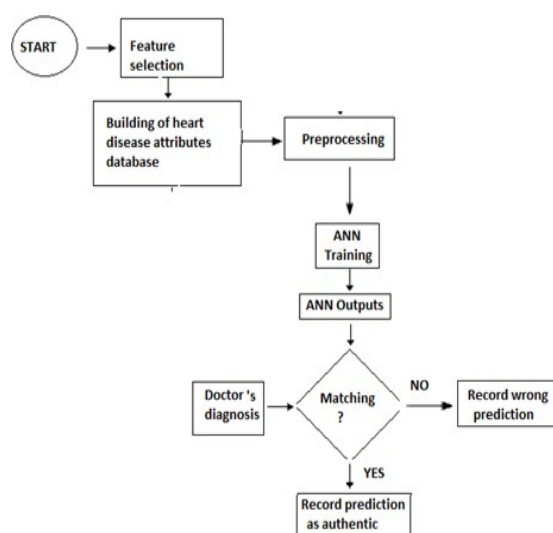 START
Feature
selection
Building of heart
disease attributes
database
Preprocessing
ANN
Training
ANN Outputs
Doctor's
diagnosis
Matching
?
NO
Record wrong
prediction
YES
Record prediction
as authentic